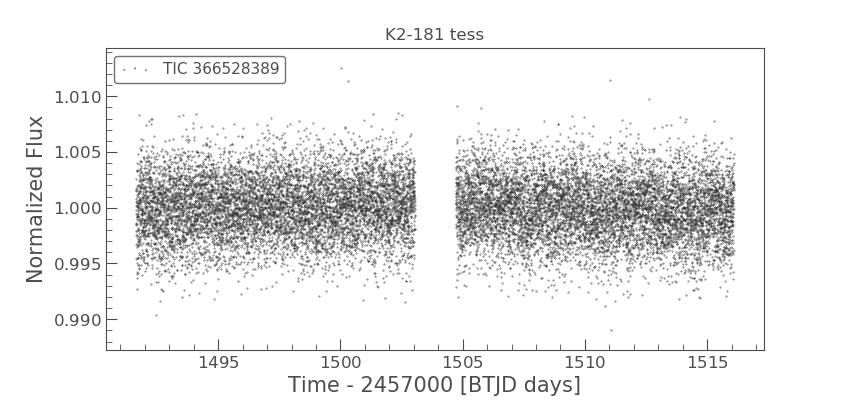 K2-181 tess
TIC 366528389
Normalized Flux
1.010
1.005
1.000
0.995
0.990
1495 1500 1505 1510 1515
Time - 2457000 [BTJD days]